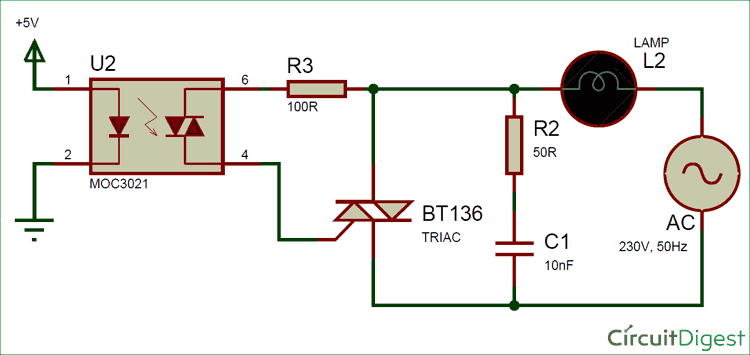 +5V
U2
1
2
6
4
MOC3021
R3
100R
BT136
TRIAC
R2
50R
C1
10nF
LAMP
L2
AC
230V, 50Hz
CircuitDigest